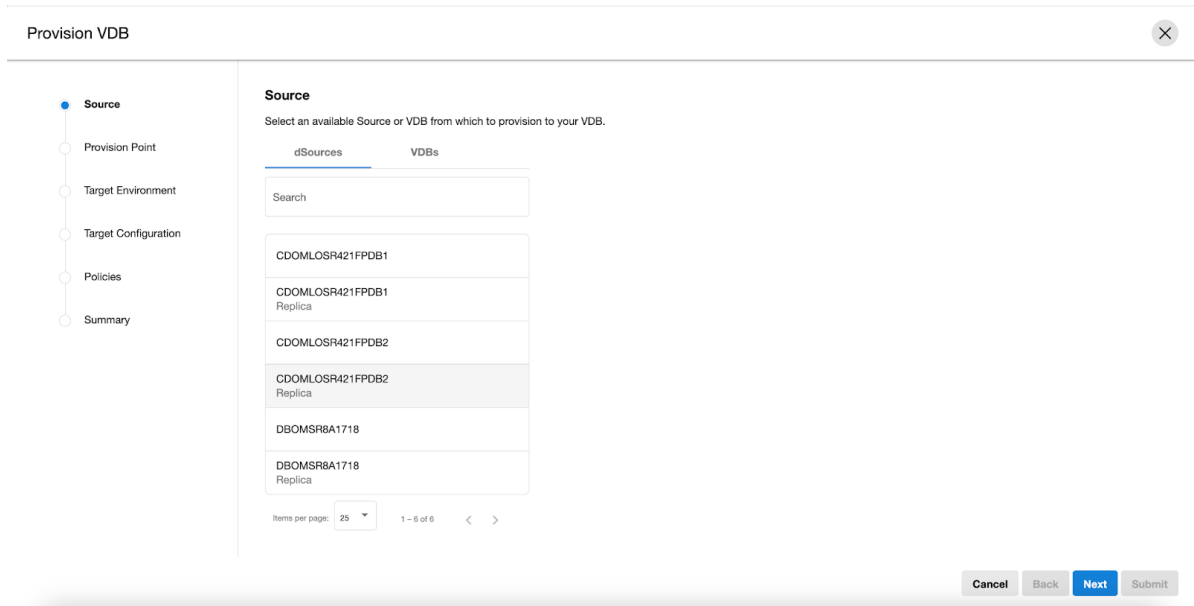 Provision VDB
Source
Provision Point
Target Environment
Target Configuration
Policies
Summary
Source
Select an available Source or VDB from which to provision to your VDB.
dSources VDBs
Search
CDOMLOSR421FPDB1
CDOMLOSR421FPDB1
Replica
CDOMLOSR421FPDB2
CDOMLOSR421FPDB2
Replica
DBOMSR8A1718
DBOMSR8A1718
Replica
Items per page: 25 1 – 6 of 6
Cancel Back Next Submit